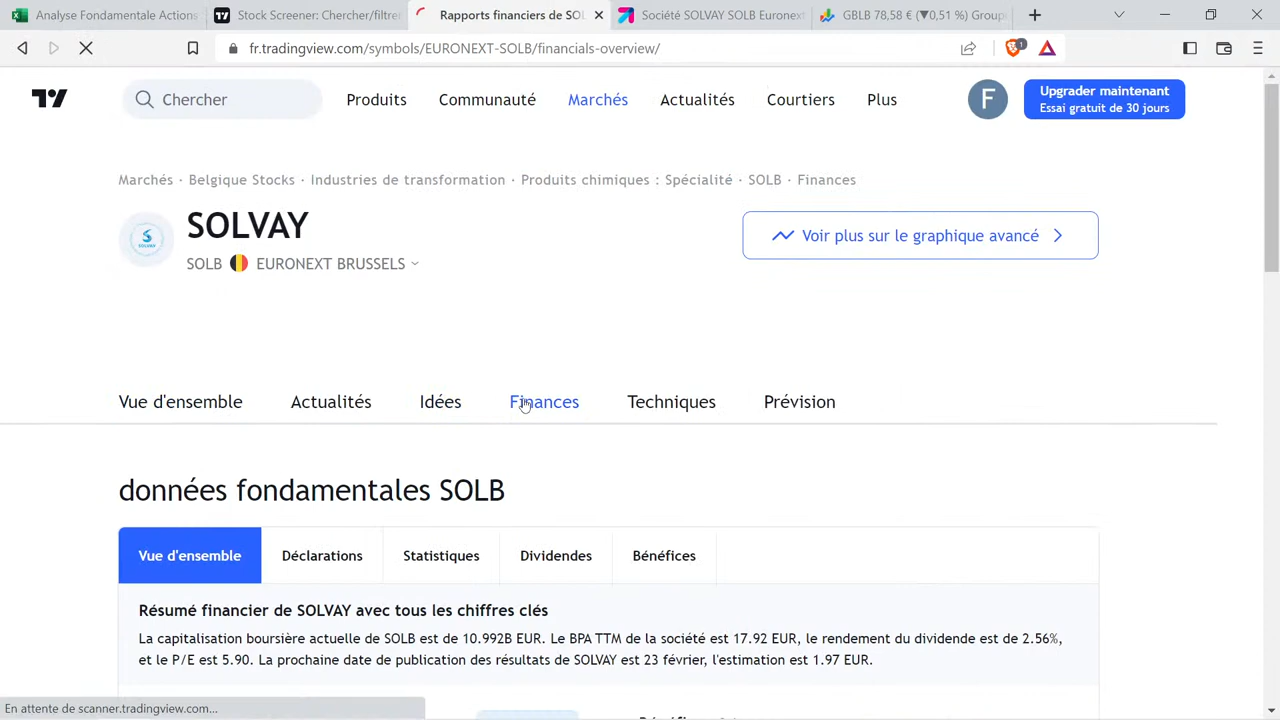 Analyse Fondamentale Actions
Stock Screener: Chercher/filtrer
Rapports financiers de SOL
Société SOLVAY SOLB Euronext
GBLB 78,58 € (▼0,51 %) Group
fr.tradingview.com/symbols/EURONEXT-SOLB/financials-overview/
1
Chercher
Produits
Communauté
Marchés
Actualités
Courtiers
Plus
F
Upgrader maintenant
Essai gratuit de 30 jours
Marchés · Belgique Stocks · Industries de transformation · Produits chimiques : Spécialité · SOLB · Finances
SOLVAY
SOLVAY
SOLB EURONEXT BRUSSELS
Voir plus sur le graphique avancé
Vue d'ensemble
Actualités
Idées
Finances
Techniques
Prévision
données fondamentales SOLB
Vue d'ensemble
Déclarations
Statistiques
Dividendes
Bénéfices
Résumé financier de SOLVAY avec tous les chiffres clés
La capitalisation boursière actuelle de SOLB est de 10.992B EUR. Le BPA TTM de la société est 17.92 EUR, le rendement du dividende est de 2.56%,
et le P/E est 5.90. La prochaine date de publication des résultats de SOLVAY est 23 février, l'estimation est 1.97 EUR.
En attente de scanner.tradingview.com...